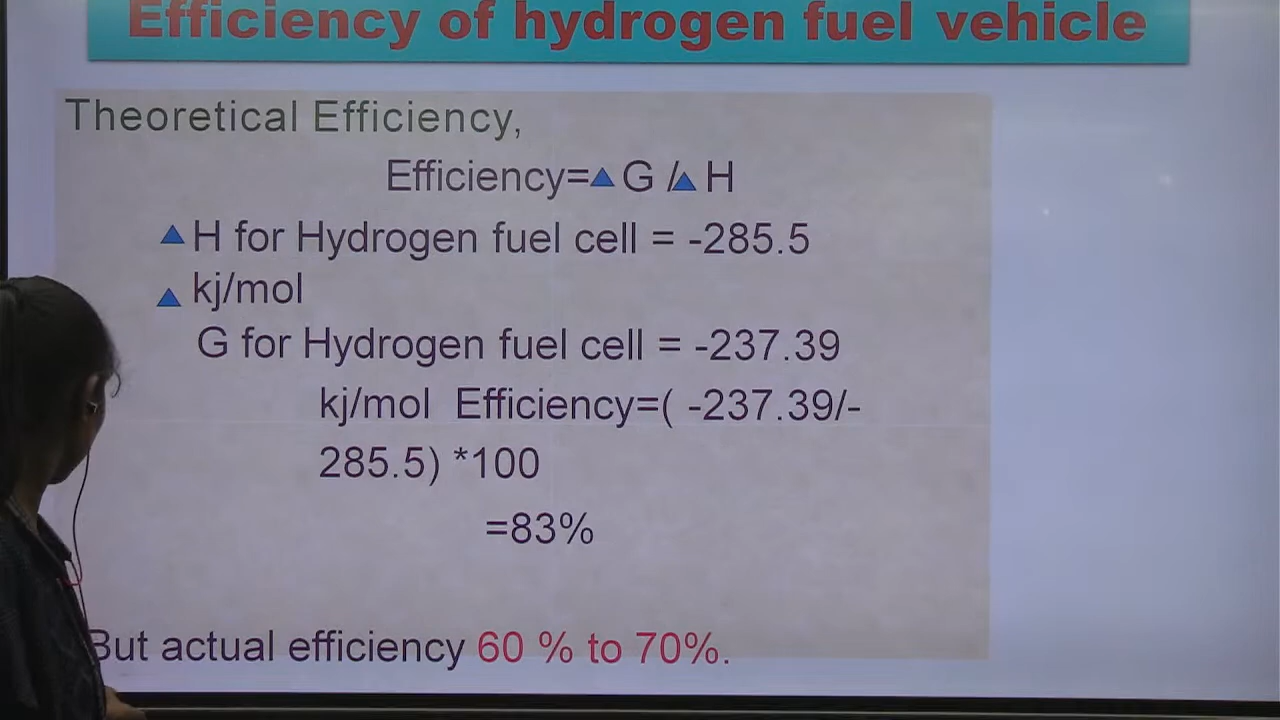 Efficiency of hydrogen fuel vehicle
Theoretical Efficiency,
Efficiency=▲ G /▲ H
▲ H for Hydrogen fuel cell = -285.5
▲ kj/mol
G for Hydrogen fuel cell = -237.39
kj/mol Efficiency=( -237.39/-
285.5) *100
=83%
But actual efficiency 60 % to 70%.